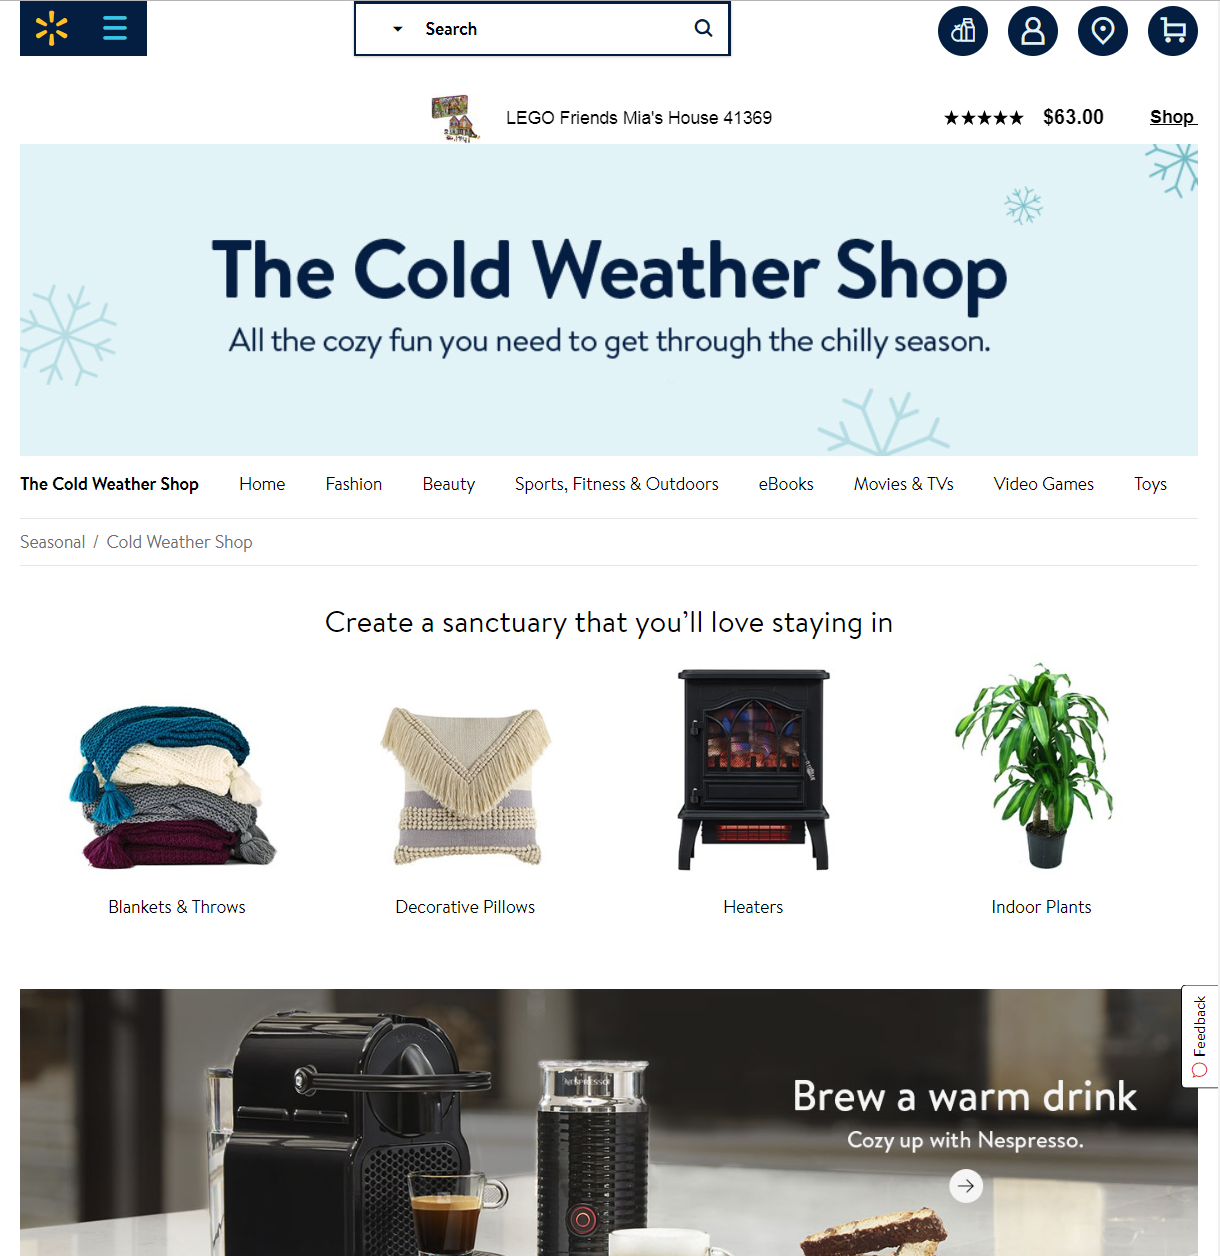 Search
LEGO Friends Mia's House 41369
★★★★★ $63.00 Shop
The Cold Weather Shop
All the cozy fun you need to get through the chilly season.
The Cold Weather Shop Home Fashion Beauty Sports, Fitness & Outdoors eBooks Movies & TVs Video Games Toys
Seasonal / Cold Weather Shop
Create a sanctuary that you’ll love staying in
Blankets & Throws Decorative Pillows Heaters Indoor Plants
Feedback
NESPRESSO
Brew a warm drink
Cozy up with Nespresso.